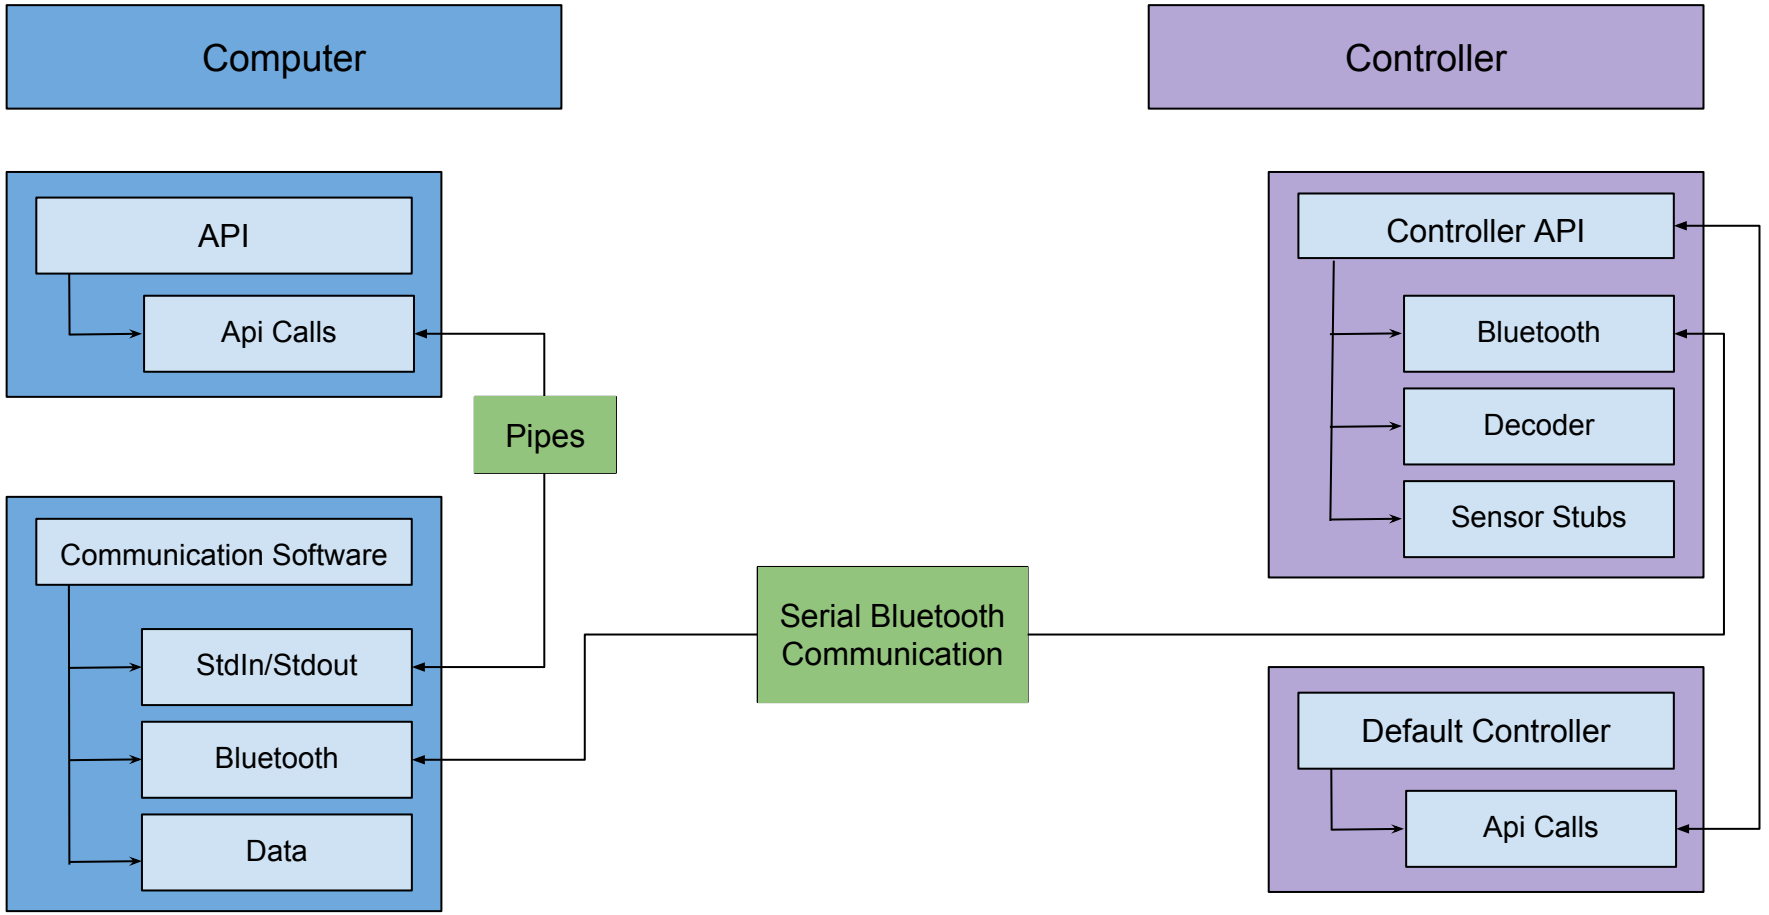 Computer
Controller
API
Api Calls
Pipes
Communication Software
StdIn/Stdout
Bluetooth
Data
Serial Bluetooth
Communication
Controller API
Bluetooth
Decoder
Sensor Stubs
Default Controller
Api Calls